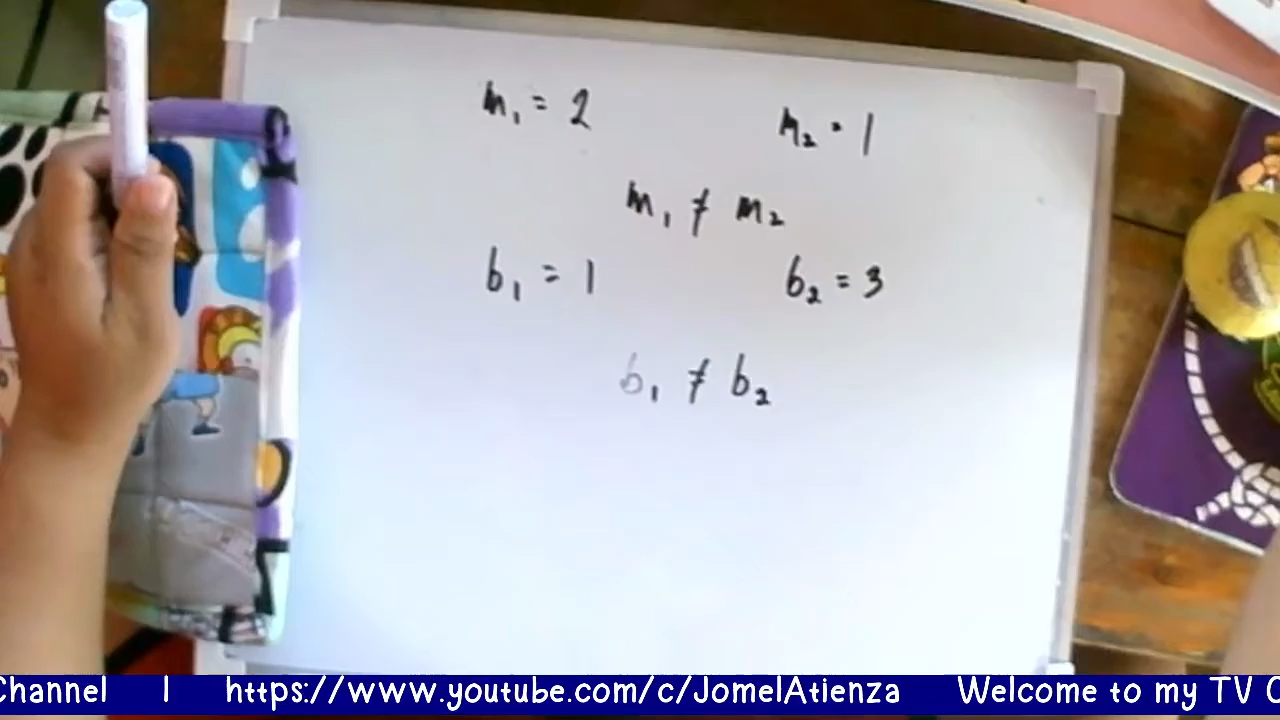 m₁ = 2 m₂ = 1
m₁ ≠ m₂
b₁ = 1 b₂ = 3
b₁ ≠ b₂
Channel | https://www.youtube.com/c/JomelAtienza Welcome to my TV C